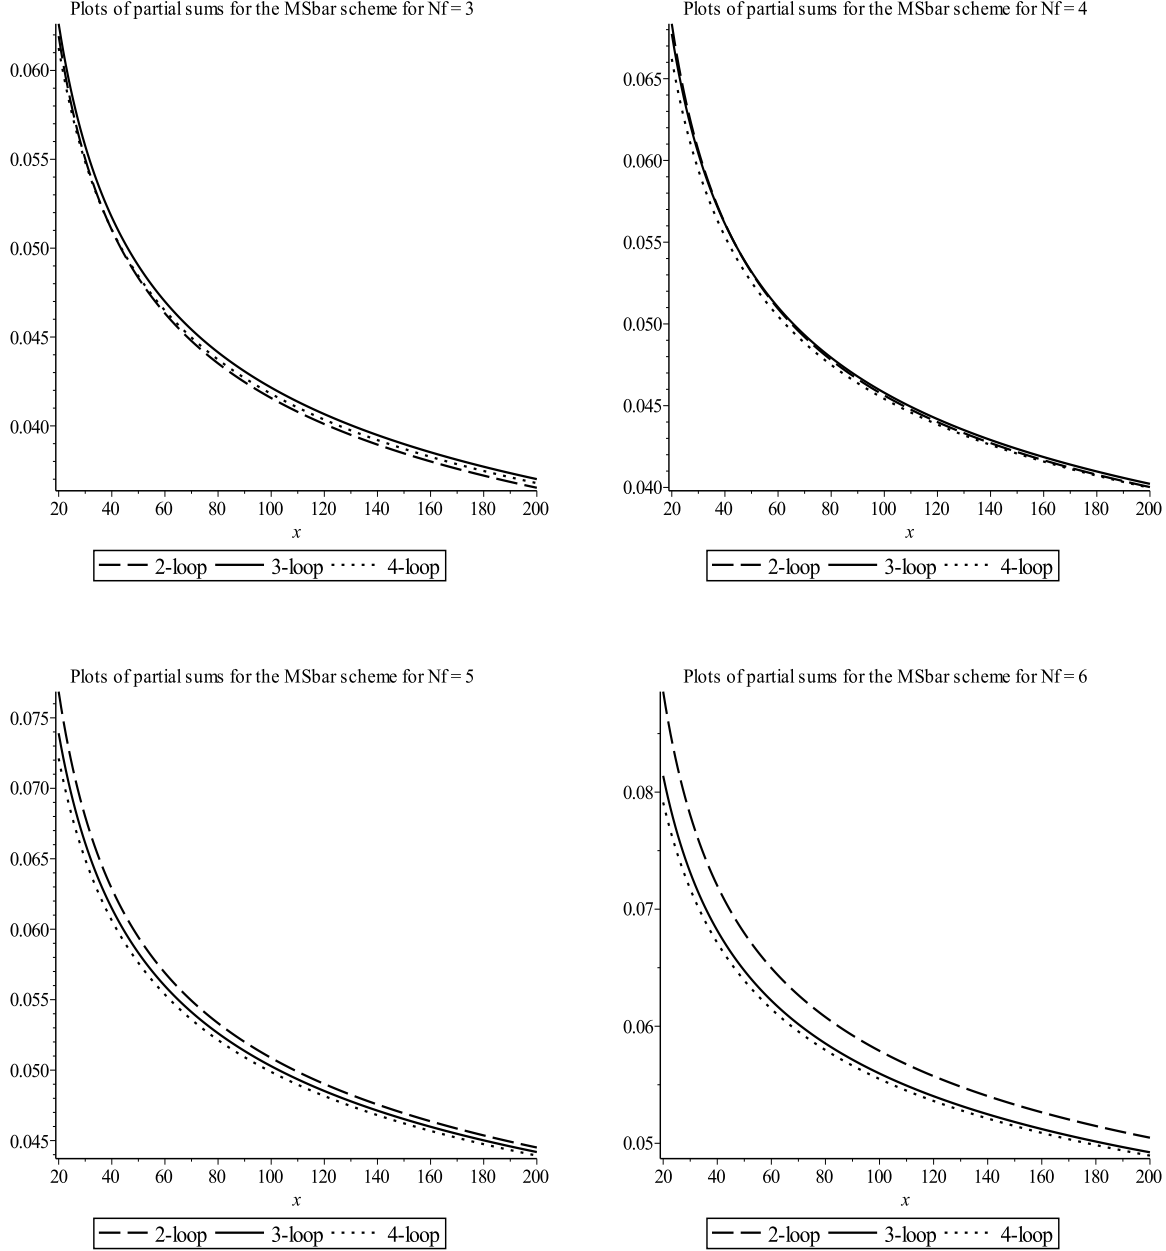 Plots of partial sums for the MSbar scheme for Nf = 3
0.060
0.055
0.050
0.045
0.040
20 40 60 80 100 120 140 160 180 200
x
2-loop 3-loop 4-loop
Plots of partial sums for the MSbar scheme for Nf = 4
0.065
0.060
0.055
0.050
0.045
0.040
20 40 60 80 100 120 140 160 180 200
x
2-loop 3-loop 4-loop
Plots of partial sums for the MSbar scheme for Nf = 5
0.075
0.070
0.065
0.060
0.055
0.050
0.045
20 40 60 80 100 120 140 160 180 200
x
2-loop 3-loop 4-loop
Plots of partial sums for the MSbar scheme for Nf = 6
0.08
0.07
0.06
0.05
20 40 60 80 100 120 140 160 180 200
x
2-loop 3-loop 4-loop